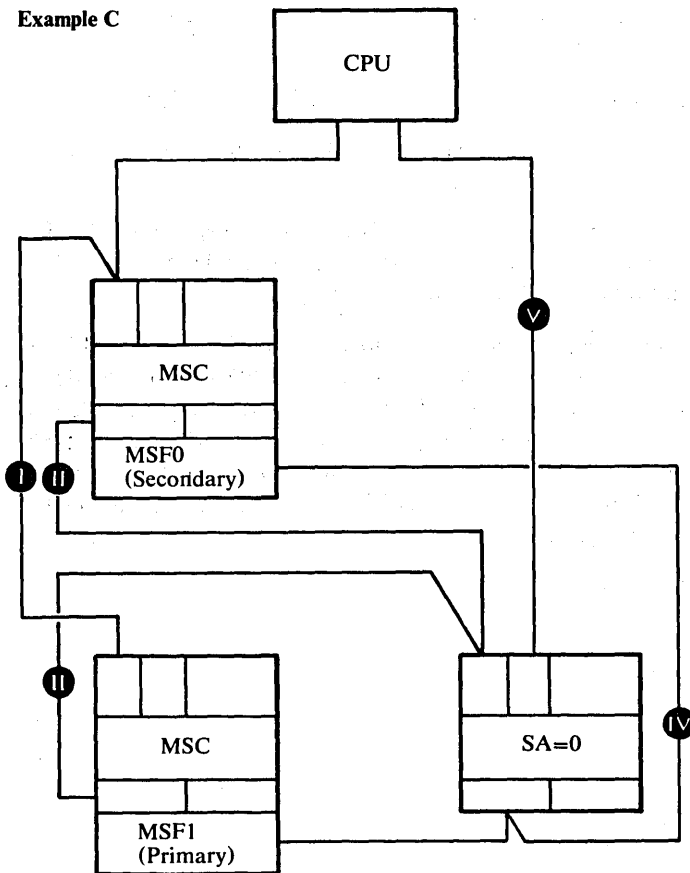 Example C
CPU
V
MSC
MSF0
(Secondary)
I
II
II
MSC
SA=0
IV
MSF1
(Primary)